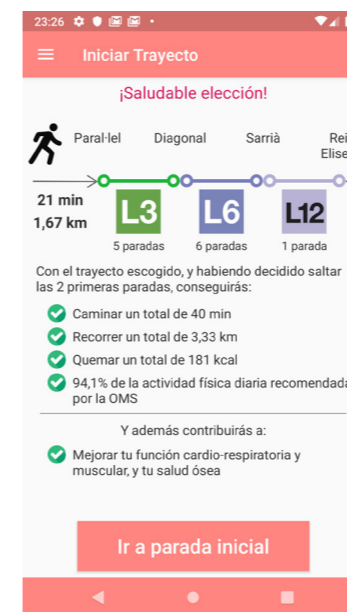 23:26
Iniciar Trayecto
¡Saludable elección!
Paral·lel Diagonal Sarrià Rei
Elise
21 min
1,67 km
L3 L6 L12
5 paradas 6 paradas 1 parada
Con el trayecto escogido, y habiendo decidido saltar
las 2 primeras paradas, conseguirás:
Caminar un total de 40 min
Recorrer un total de 3,33 km
Quemar un total de 181 kcal
94,1% de la actividad física diaria recomendada
por la OMS
Y además contribuirás a:
Mejorar tu función cardio-respiratoria y
muscular, y tu salud ósea
Ir a parada inicial